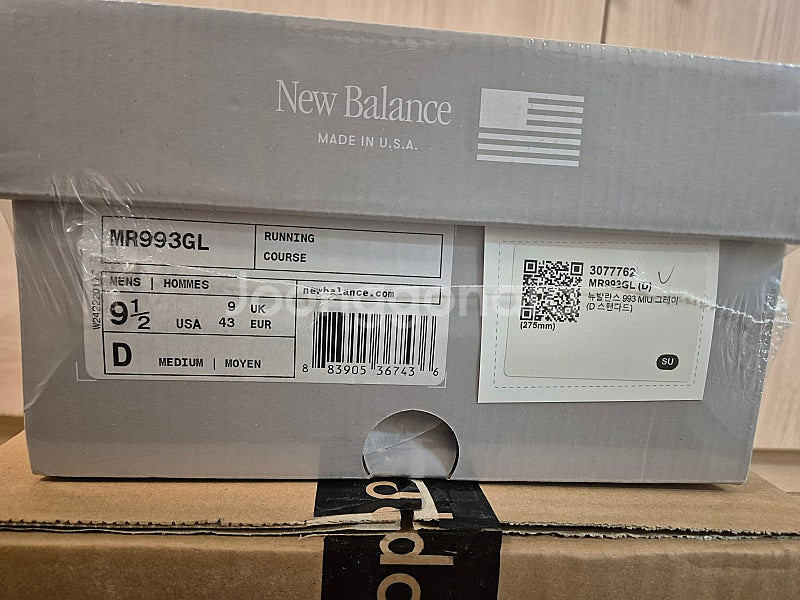 New Balance
MADE IN U.S.A.
MR993GL
RUNNING
COURSE
MENS | HOMMES
9 1/2
USA
9 UK
43 EUR
D
MEDIUM | MOYEN
newbalance.com
8 83905 36743 6
3077762
MR993GL (D)
뉴발란스 993 MIU 그레이
(D 스탠다드)
(275mm)
SU